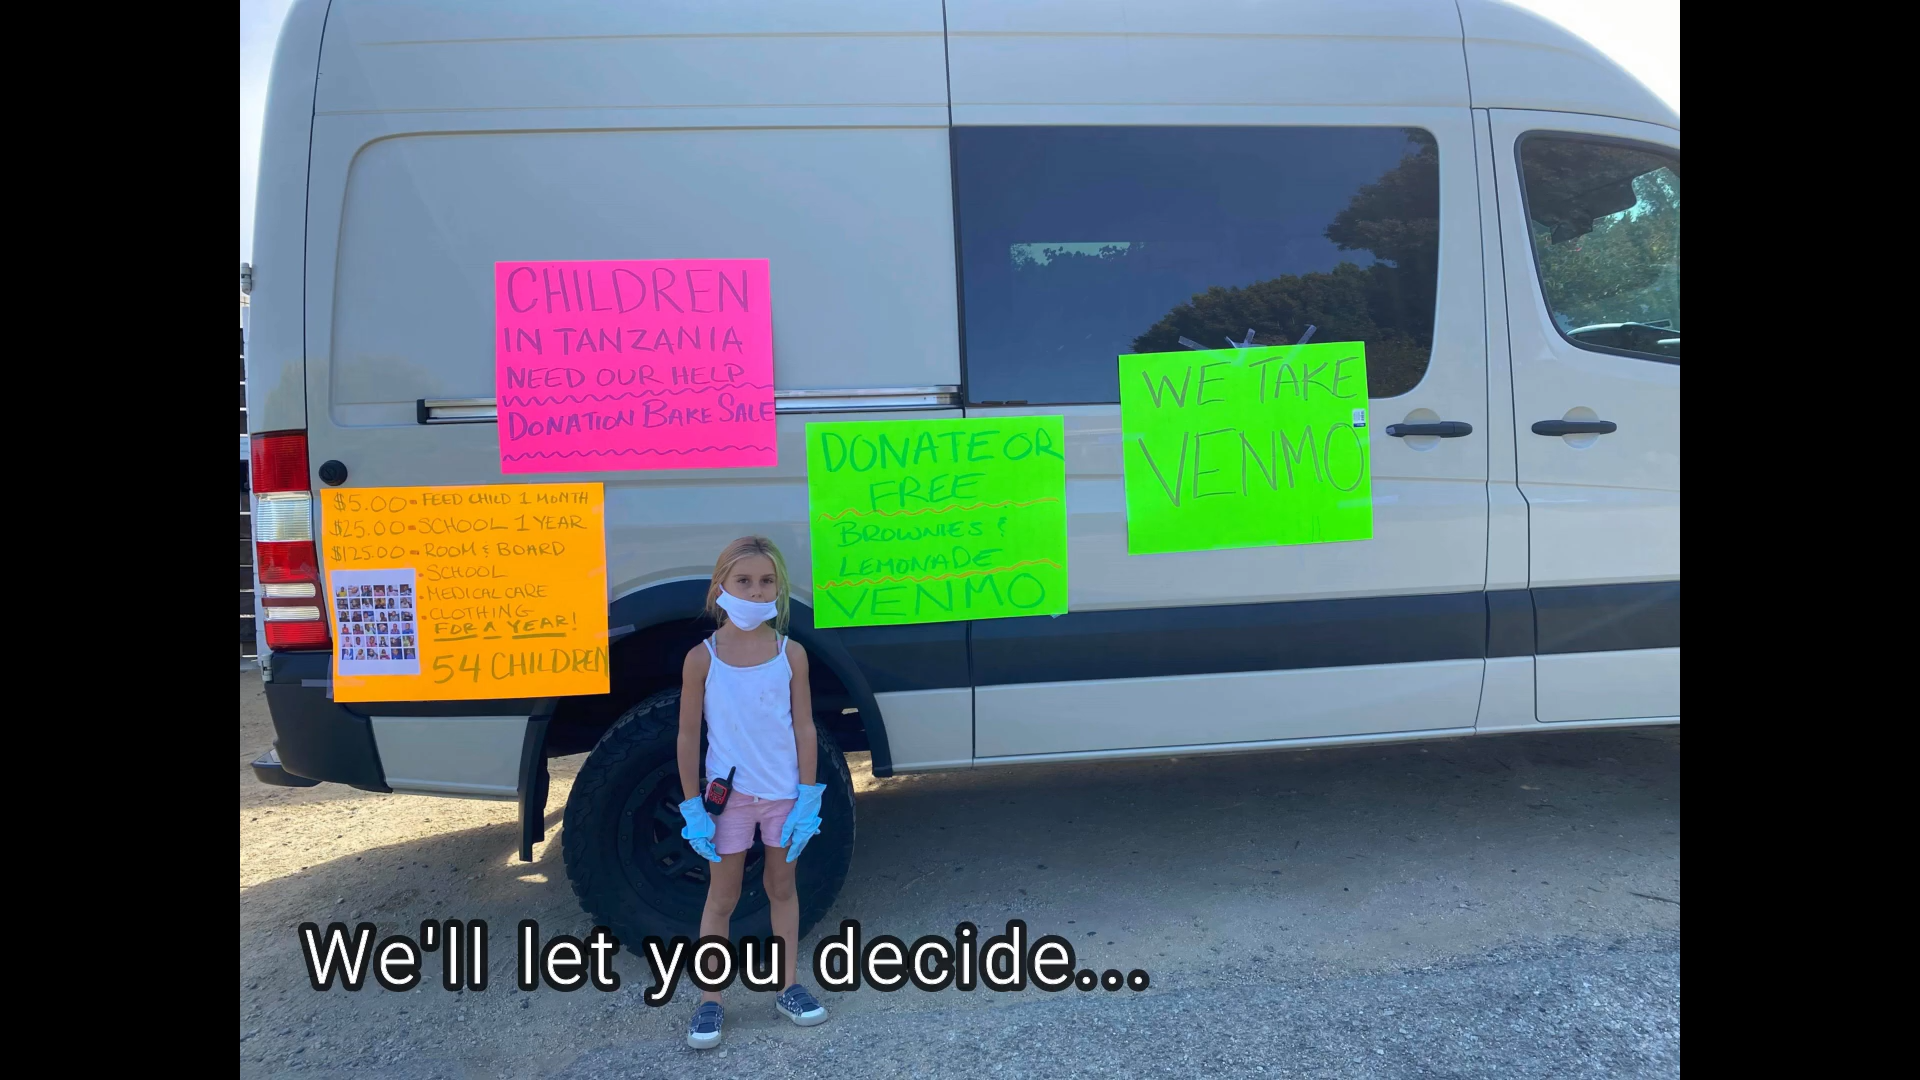 CHILDREN
IN TANZANIA
NEED OUR HELP
DONATION BAKE SALE
$5.00 = FEED CHILD 1 MONTH
$25.00 = SCHOOL 1 YEAR
$125.00 = ROOM & BOARD
• SCHOOL
• MEDICAL CARE
• CLOTHING
FOR A YEAR!
54 CHILDREN
DONATE OR
FREE
BROWNIES &
LEMONADE
VENMO
WE TAKE
VENMO
We'll let you decide...